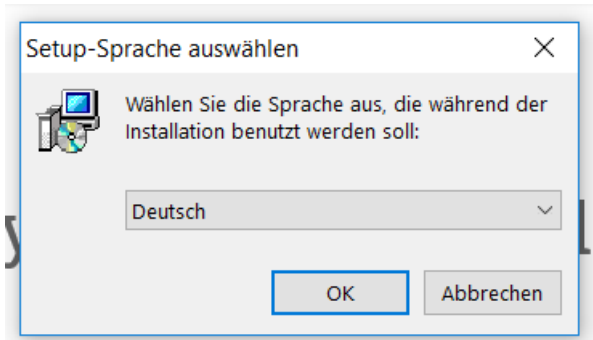 Setup-Sprache auswählen
Wählen Sie die Sprache aus, die während der
Installation benutzt werden soll:
Deutsch
OK
Abbrechen